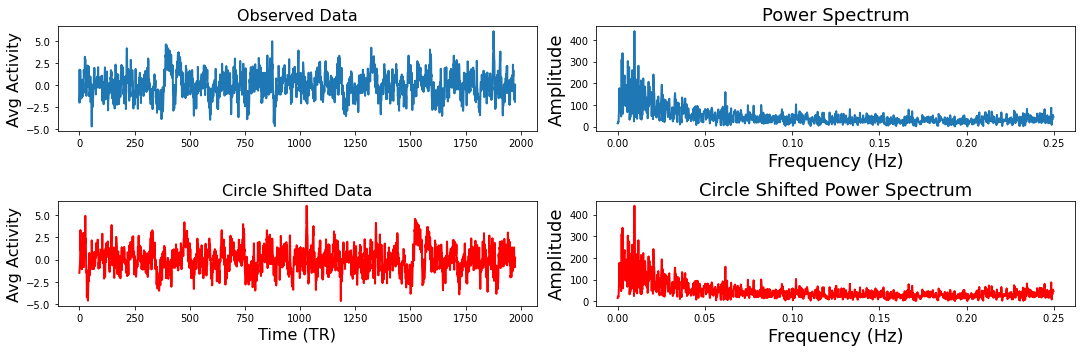 Observed Data
Avg Activity
5.0
2.5
0.0
−2.5
−5.0
0 250 500 750 1000 1250 1500 1750 2000
Power Spectrum
Amplitude
400
300
200
100
0
0.00 0.05 0.10 0.15 0.20 0.25
Frequency (Hz)
Circle Shifted Data
Avg Activity
5.0
2.5
0.0
−2.5
−5.0
0 250 500 750 1000 1250 1500 1750 2000
Time (TR)
Circle Shifted Power Spectrum
Amplitude
400
300
200
100
0
0.00 0.05 0.10 0.15 0.20 0.25
Frequency (Hz)